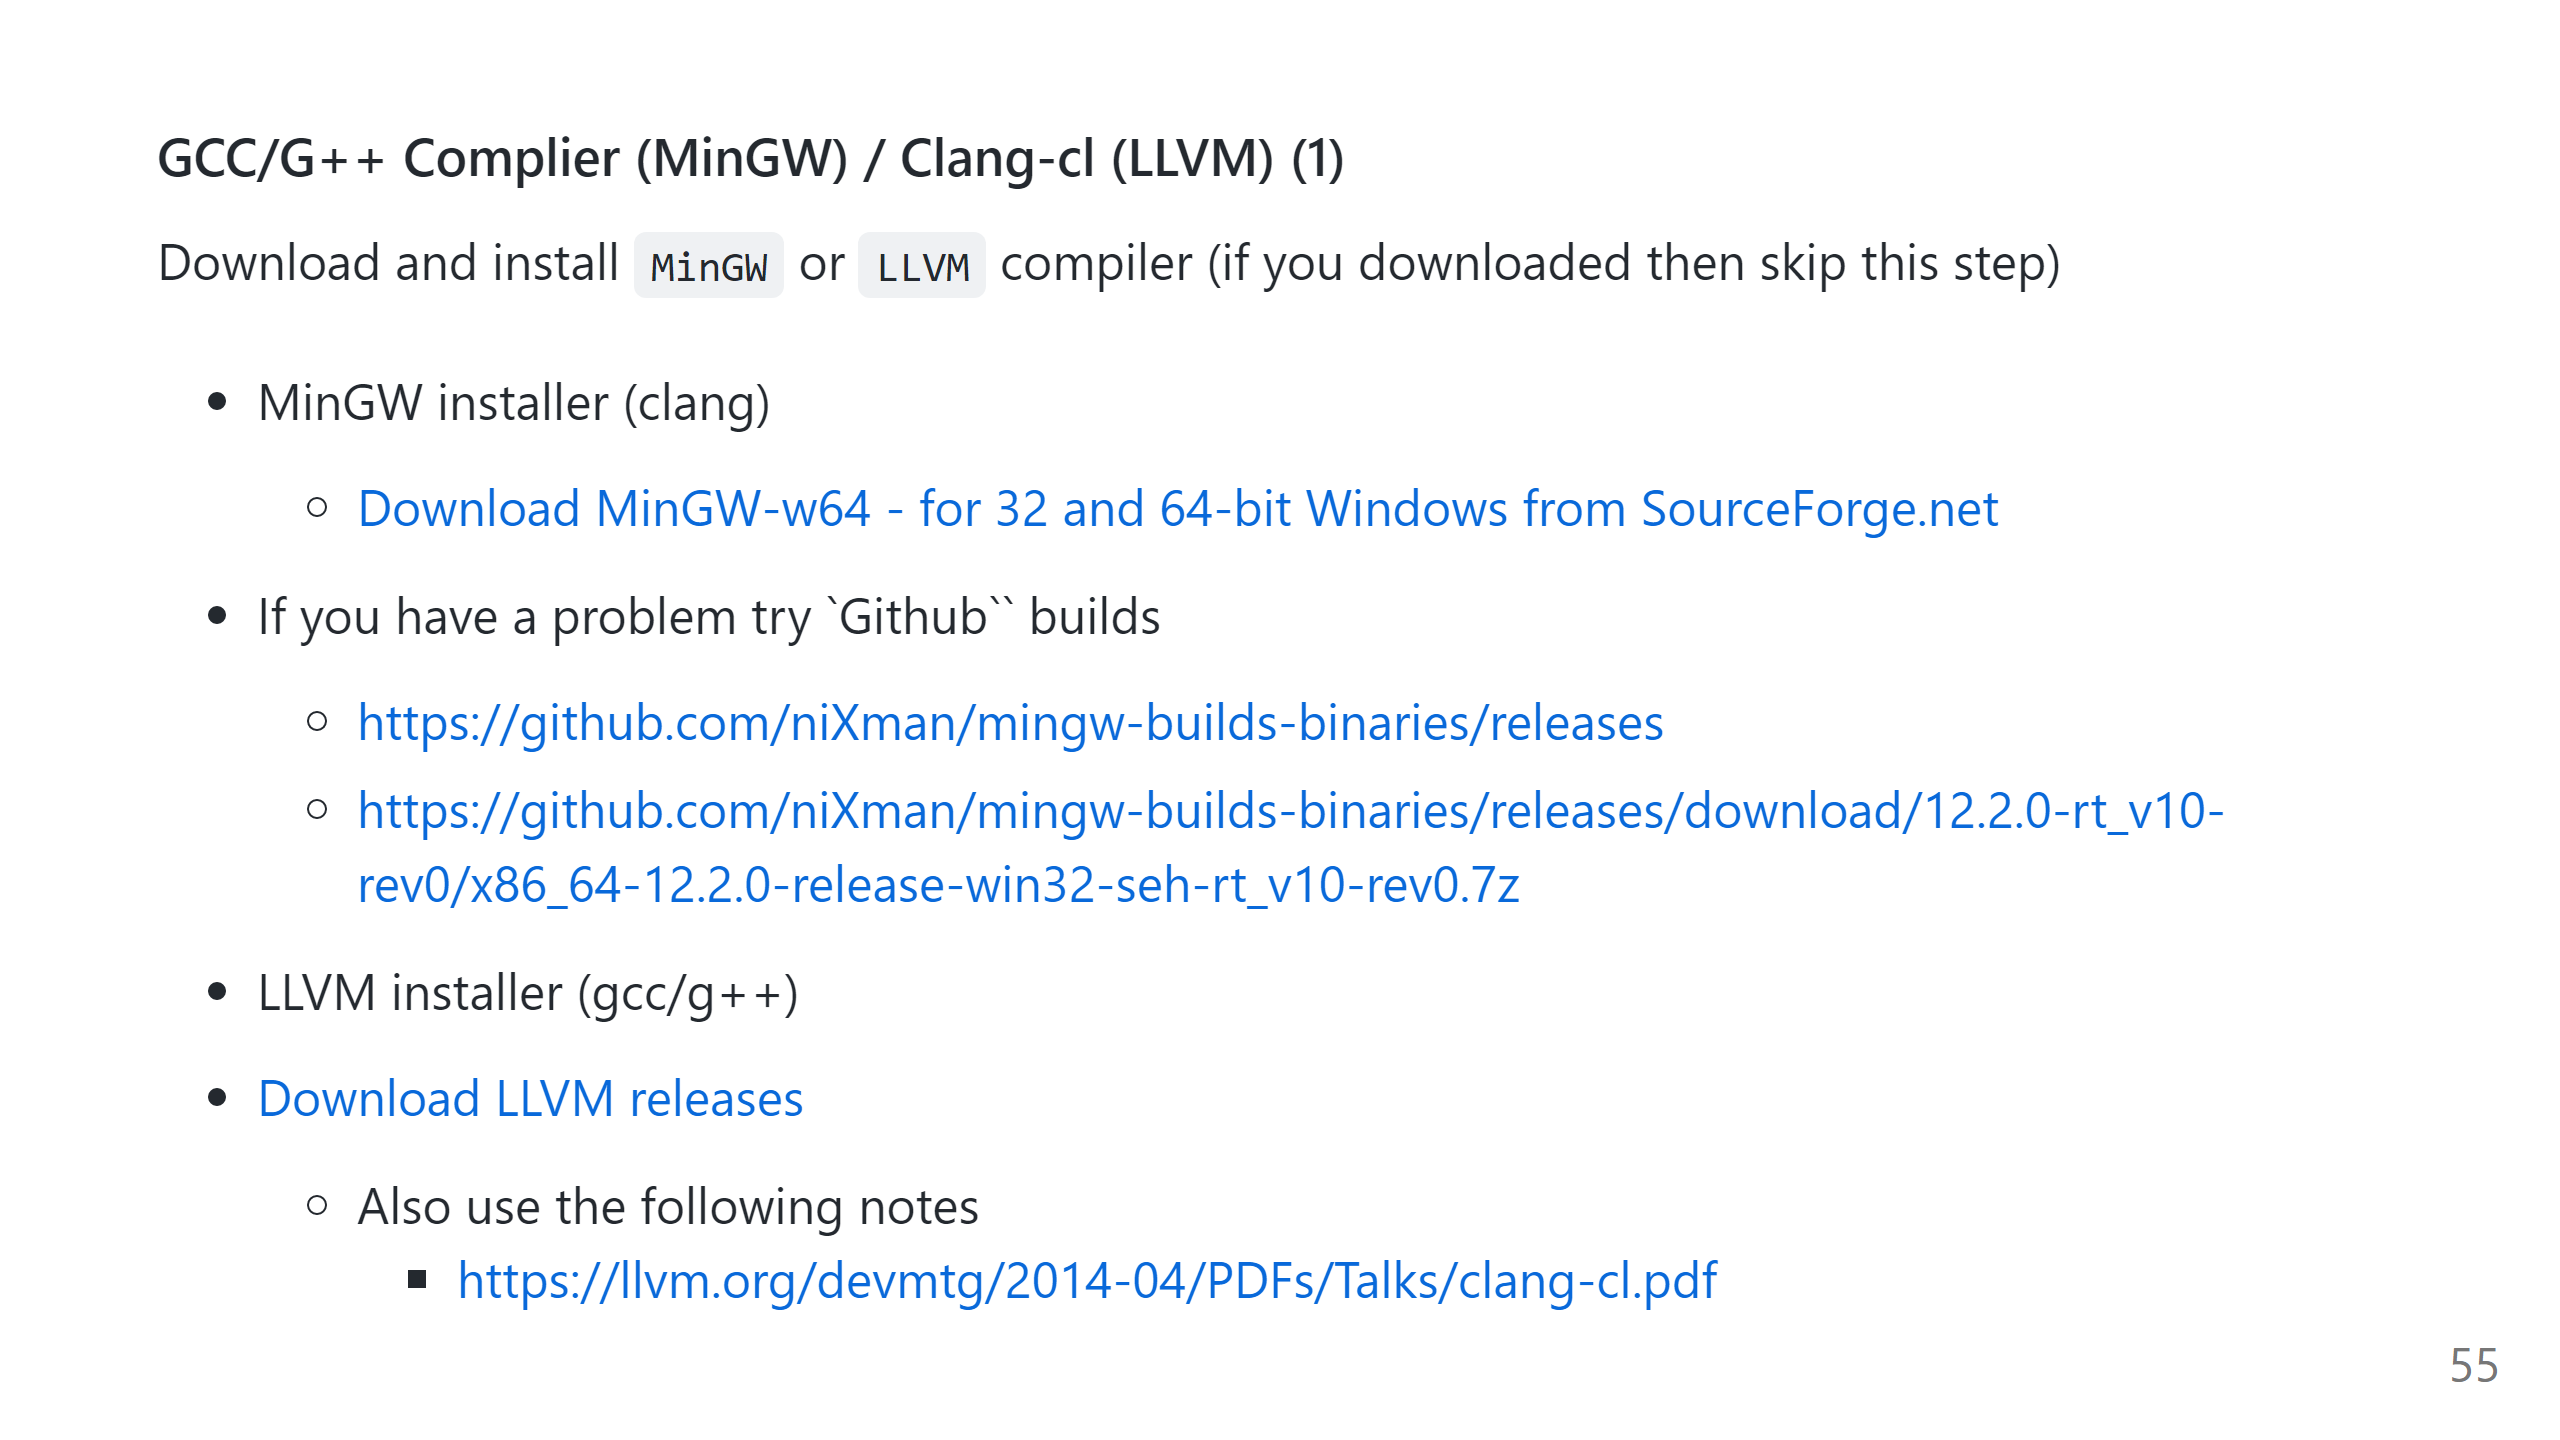 GCC/G++ Complier (MinGW) / Clang-cl (LLVM) (1)
Download and install MinGW or LLVM compiler (if you downloaded then skip this step)
MinGW installer (clang)
Download MinGW-w64 - for 32 and 64-bit Windows from SourceForge.net
If you have a problem try `Github`` builds
https://github.com/niXman/mingw-builds-binaries/releases
https://github.com/niXman/mingw-builds-binaries/releases/download/12.2.0-rt_v10-
rev0/x86_64-12.2.0-release-win32-seh-rt_v10-rev0.7z
LLVM installer (gcc/g++)
Download LLVM releases
Also use the following notes
https://llvm.org/devmtg/2014-04/PDFs/Talks/clang-cl.pdf
55